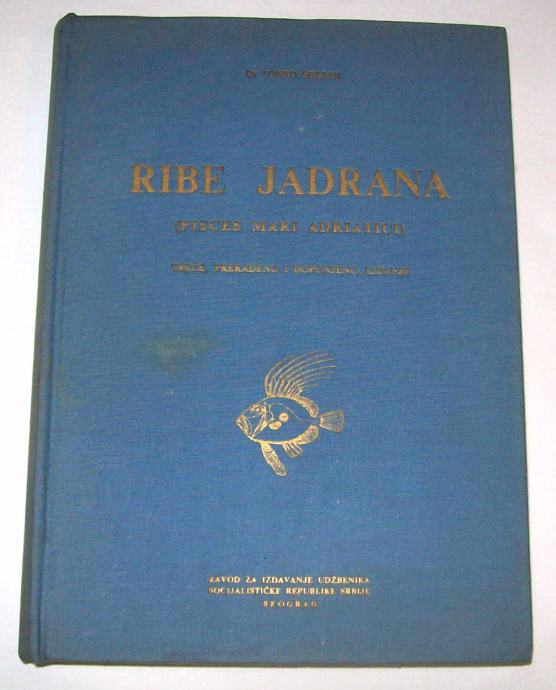 Dr TONKO ŠOLJAN
RIBE JADRANA
(PISCES MARI ADRIATICI)
TREĆE, PRERAĐENO I DOPUNJENO, IZDANJE
ZAVOD ZA IZDAVANJE UDŽBENIKA
SOCIJALISTIČKE REPUBLIKE SRBIJE
BEOGRAD